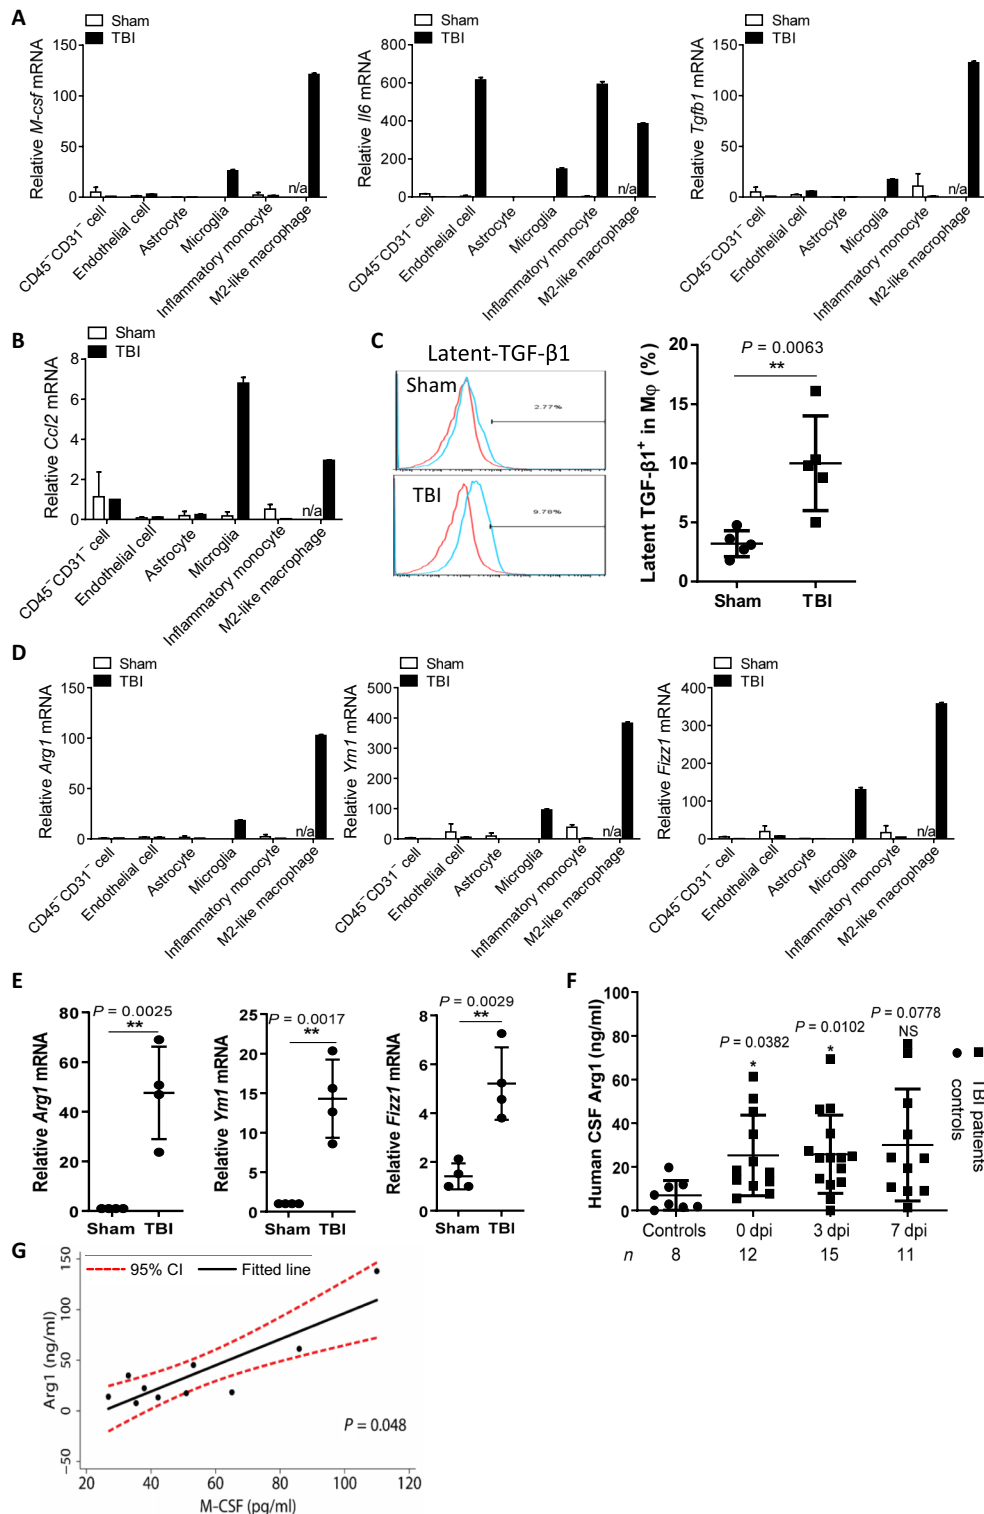 A
Sham
TBI
Relative M-csf mRNA
150
100
50
0
n/a
CD45⁻CD31⁻ cell
Endothelial cell
Astrocyte
Microglia
Inflammatory monocyte
M2-like macrophage
Sham
TBI
Relative Il6 mRNA
800
600
400
200
0
n/a
CD45⁻CD31⁻ cell
Endothelial cell
Astrocyte
Microglia
Inflammatory monocyte
M2-like macrophage
Sham
TBI
Relative Tgfb1 mRNA
150
100
50
0
n/a
CD45⁻CD31⁻ cell
Endothelial cell
Astrocyte
Microglia
Inflammatory monocyte
M2-like macrophage
B
Sham
TBI
Relative Ccl2 mRNA
8
6
4
2
0
n/a
CD45⁻CD31⁻ cell
Endothelial cell
Astrocyte
Microglia
Inflammatory monocyte
M2-like macrophage
C
Latent-TGF-β1
Sham
2.77%
TBI
9.78%
Latent TGF-β1⁺ in Mφ (%)
20
15
10
5
0
P = 0.0063
**
Sham
TBI
D
Sham
TBI
Relative Arg1 mRNA
150
100
50
0
n/a
CD45⁻CD31⁻ cell
Endothelial cell
Astrocyte
Microglia
Inflammatory monocyte
M2-like macrophage
Sham
TBI
Relative Ym1 mRNA
500
400
300
200
100
0
n/a
CD45⁻CD31⁻ cell
Endothelial cell
Astrocyte
Microglia
Inflammatory monocyte
M2-like macrophage
Sham
TBI
Relative Fizz1 mRNA
400
300
200
100
0
n/a
CD45⁻CD31⁻ cell
Endothelial cell
Astrocyte
Microglia
Inflammatory monocyte
M2-like macrophage
E
Relative Arg1 mRNA
80
60
40
20
0
P = 0.0025
**
Sham TBI
Relative Ym1 mRNA
25
20
15
10
5
0
P = 0.0017
**
Sham TBI
Relative Fizz1 mRNA
8
6
4
2
0
P = 0.0029
**
Sham TBI
F
Human CSF Arg1 (ng/ml)
100
80
60
40
20
0
P = 0.0382
*
P = 0.0102
*
P = 0.0778
NS
TBI patients
controls
Controls 0 dpi 3 dpi 7 dpi
n 8 12 15 11
G
95% CI
Fitted line
Arg1 (ng/ml)
150
100
50
0
−50
P = 0.048
20 40 60 80 100 120
M-CSF (pg/ml)